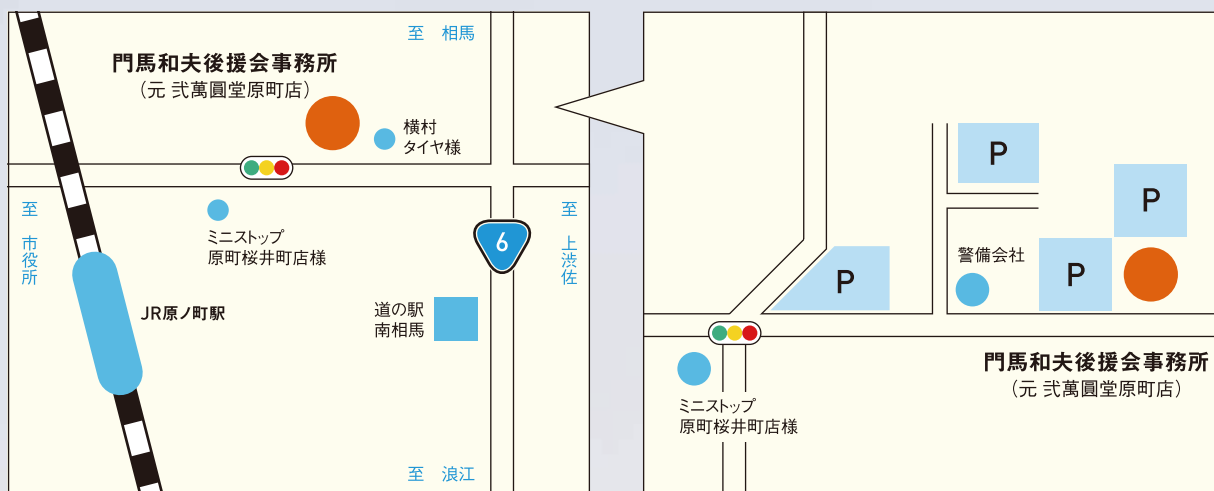 至 相馬
門馬和夫後援会事務所
（元 弐萬圓堂原町店）
横村
タイヤ様
至 市役所
ミニストップ
原町桜井町店様
6
至 上渋佐
JR原ノ町駅
道の駅
南相馬
至 浪江
P
P
警備会社
P
P
門馬和夫後援会事務所
（元 弐萬圓堂原町店）
ミニストップ
原町桜井町店様